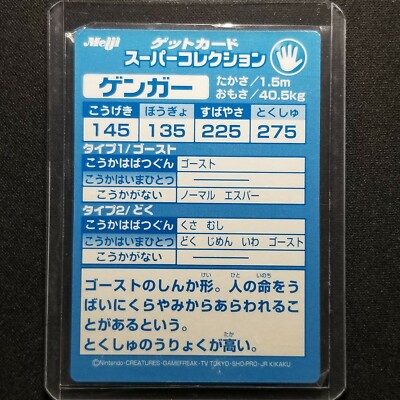 Meiji ゲットカード
スーパーコレクション
ゲンガー
たかさ/1.5m
おもさ/40.5kg
こうげき ぼうぎょ すばやさ とくしゅ
145 135 225 275
タイプ1/ゴースト
こうかはばつぐん ゴースト
こうかはいまひとつ
こうかがない ノーマル エスパー
タイプ2/どく
こうかはばつぐん くさ むし
こうかはいまひとつ どく じめん いわ ゴースト
こうかがない
ゴーストのしんか形。人の命をう
ばいにくらやみからあらわれるこ
とがあるという。
とくしゅのうりょくが高い。
©Nintendo·CREATURES·GAMEFREAK·TV TOKYO·SHO-PRO·JR KIKAKU